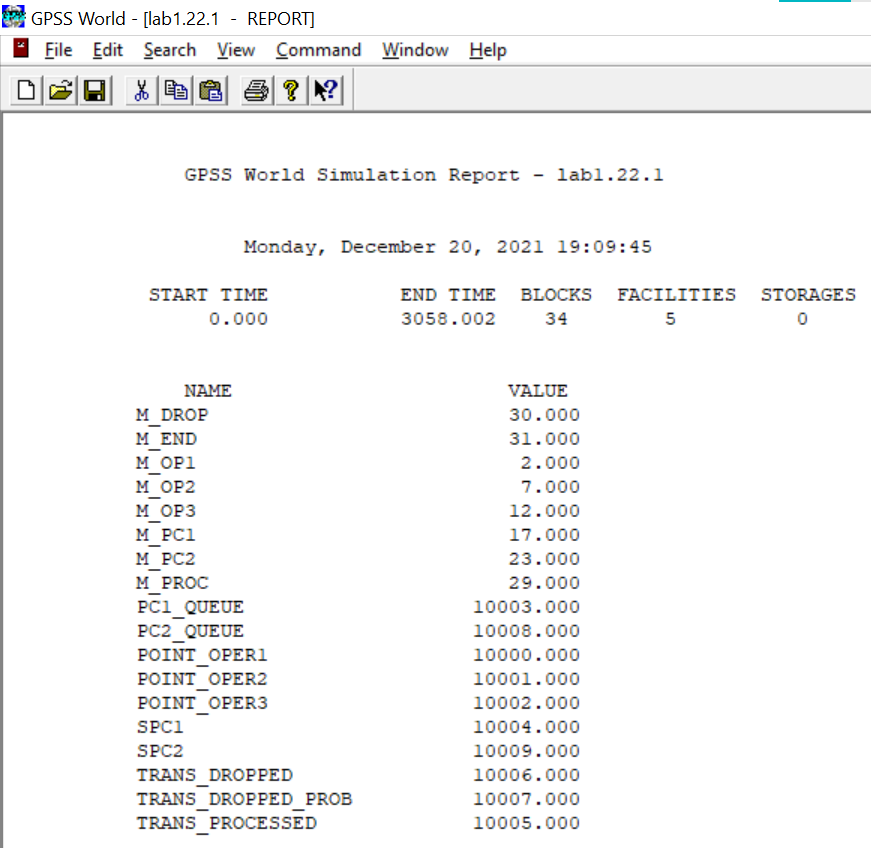 GPSS World - [lab1.22.1 - REPORT]
File Edit Search View Command Window Help
GPSS World Simulation Report - lab1.22.1
Monday, December 20, 2021 19:09:45
START TIME END TIME BLOCKS FACILITIES STORAGES
0.000 3058.002 34 5 0
NAME VALUE
M_DROP 30.000
M_END 31.000
M_OP1 2.000
M_OP2 7.000
M_OP3 12.000
M_PC1 17.000
M_PC2 23.000
M_PROC 29.000
PC1_QUEUE 10003.000
PC2_QUEUE 10008.000
POINT_OPER1 10000.000
POINT_OPER2 10001.000
POINT_OPER3 10002.000
SPC1 10004.000
SPC2 10009.000
TRANS_DROPPED 10006.000
TRANS_DROPPED_PROB 10007.000
TRANS_PROCESSED 10005.000